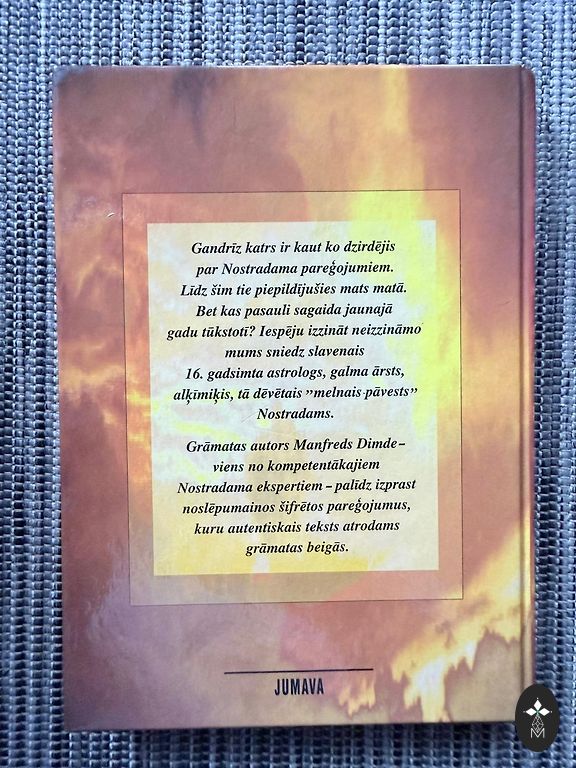 Gandrīz katrs ir kaut ko dzirdējis
par Nostradama pareģojumiem.
Līdz šim tie piepildījušies mats matā.
Bet kas pasauli sagaida jaunajā
gadu tūkstotī? Iespēju izzināt neizzināmo
mums sniedz slavenais
16. gadsimta astrologs, galma ārsts,
alķīmiķis, tā dēvētais ”melnais pāvests”
Nostradams.
Grāmatas autors Manfreds Dimde –
viens no kompetentākajiem
Nostradama ekspertiem – palīdz izprast
noslēpumainos šifrētos pareģojumus,
kuru autentiskais teksts atrodams
grāmatas beigās.
JUMAVA
M